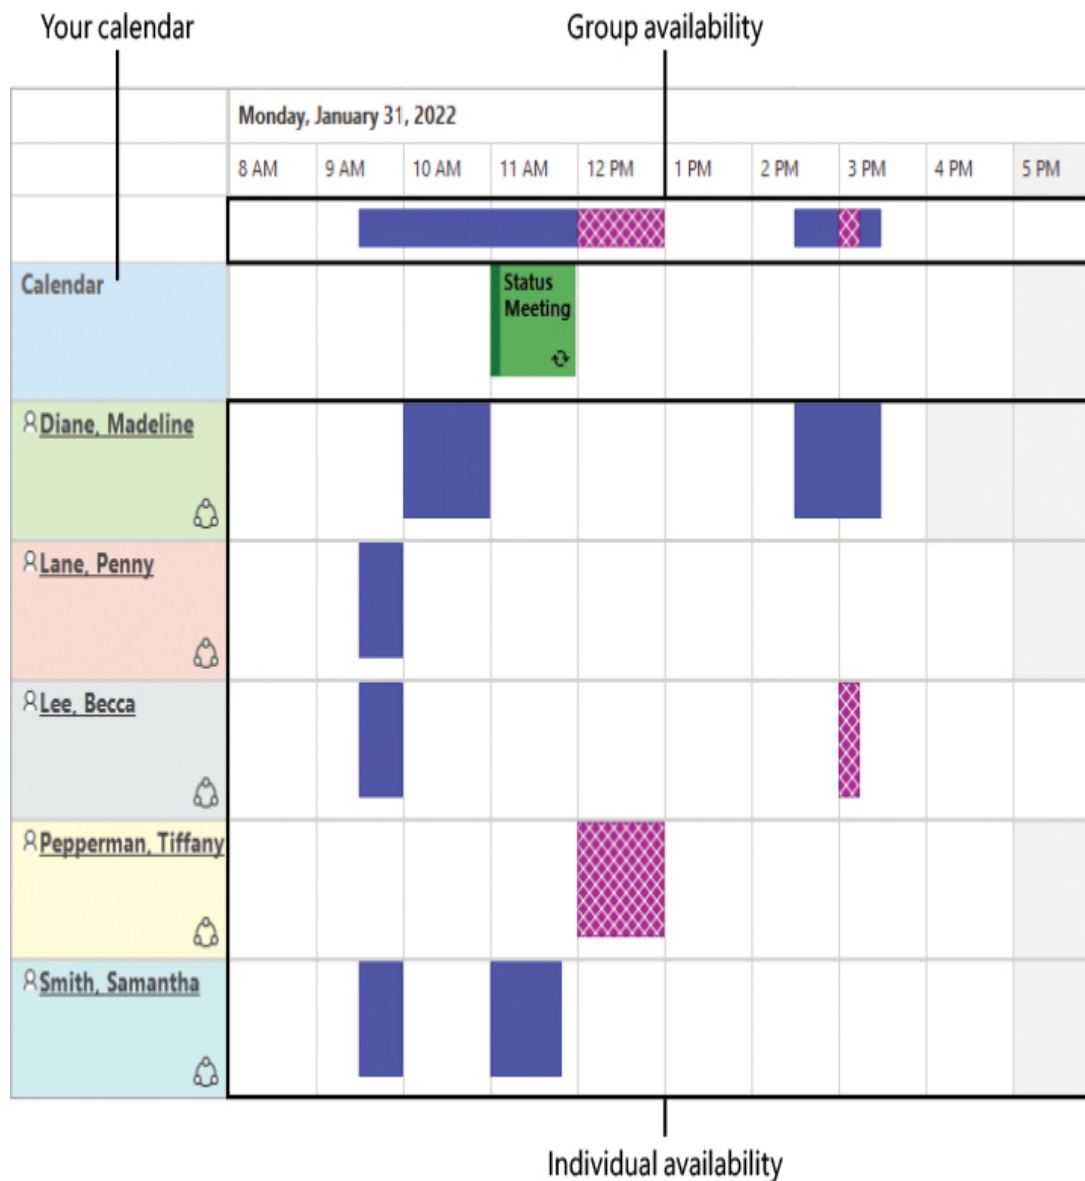 Your calendar
Group availability
Monday, January 31, 2022
8 AM 9 AM 10 AM 11 AM 12 PM 1 PM 2 PM 3 PM 4 PM 5 PM
Calendar
Status
Meeting
Diane, Madeline
Lane, Penny
Lee, Becca
Pepperman, Tiffany
Smith, Samantha
Individual availability